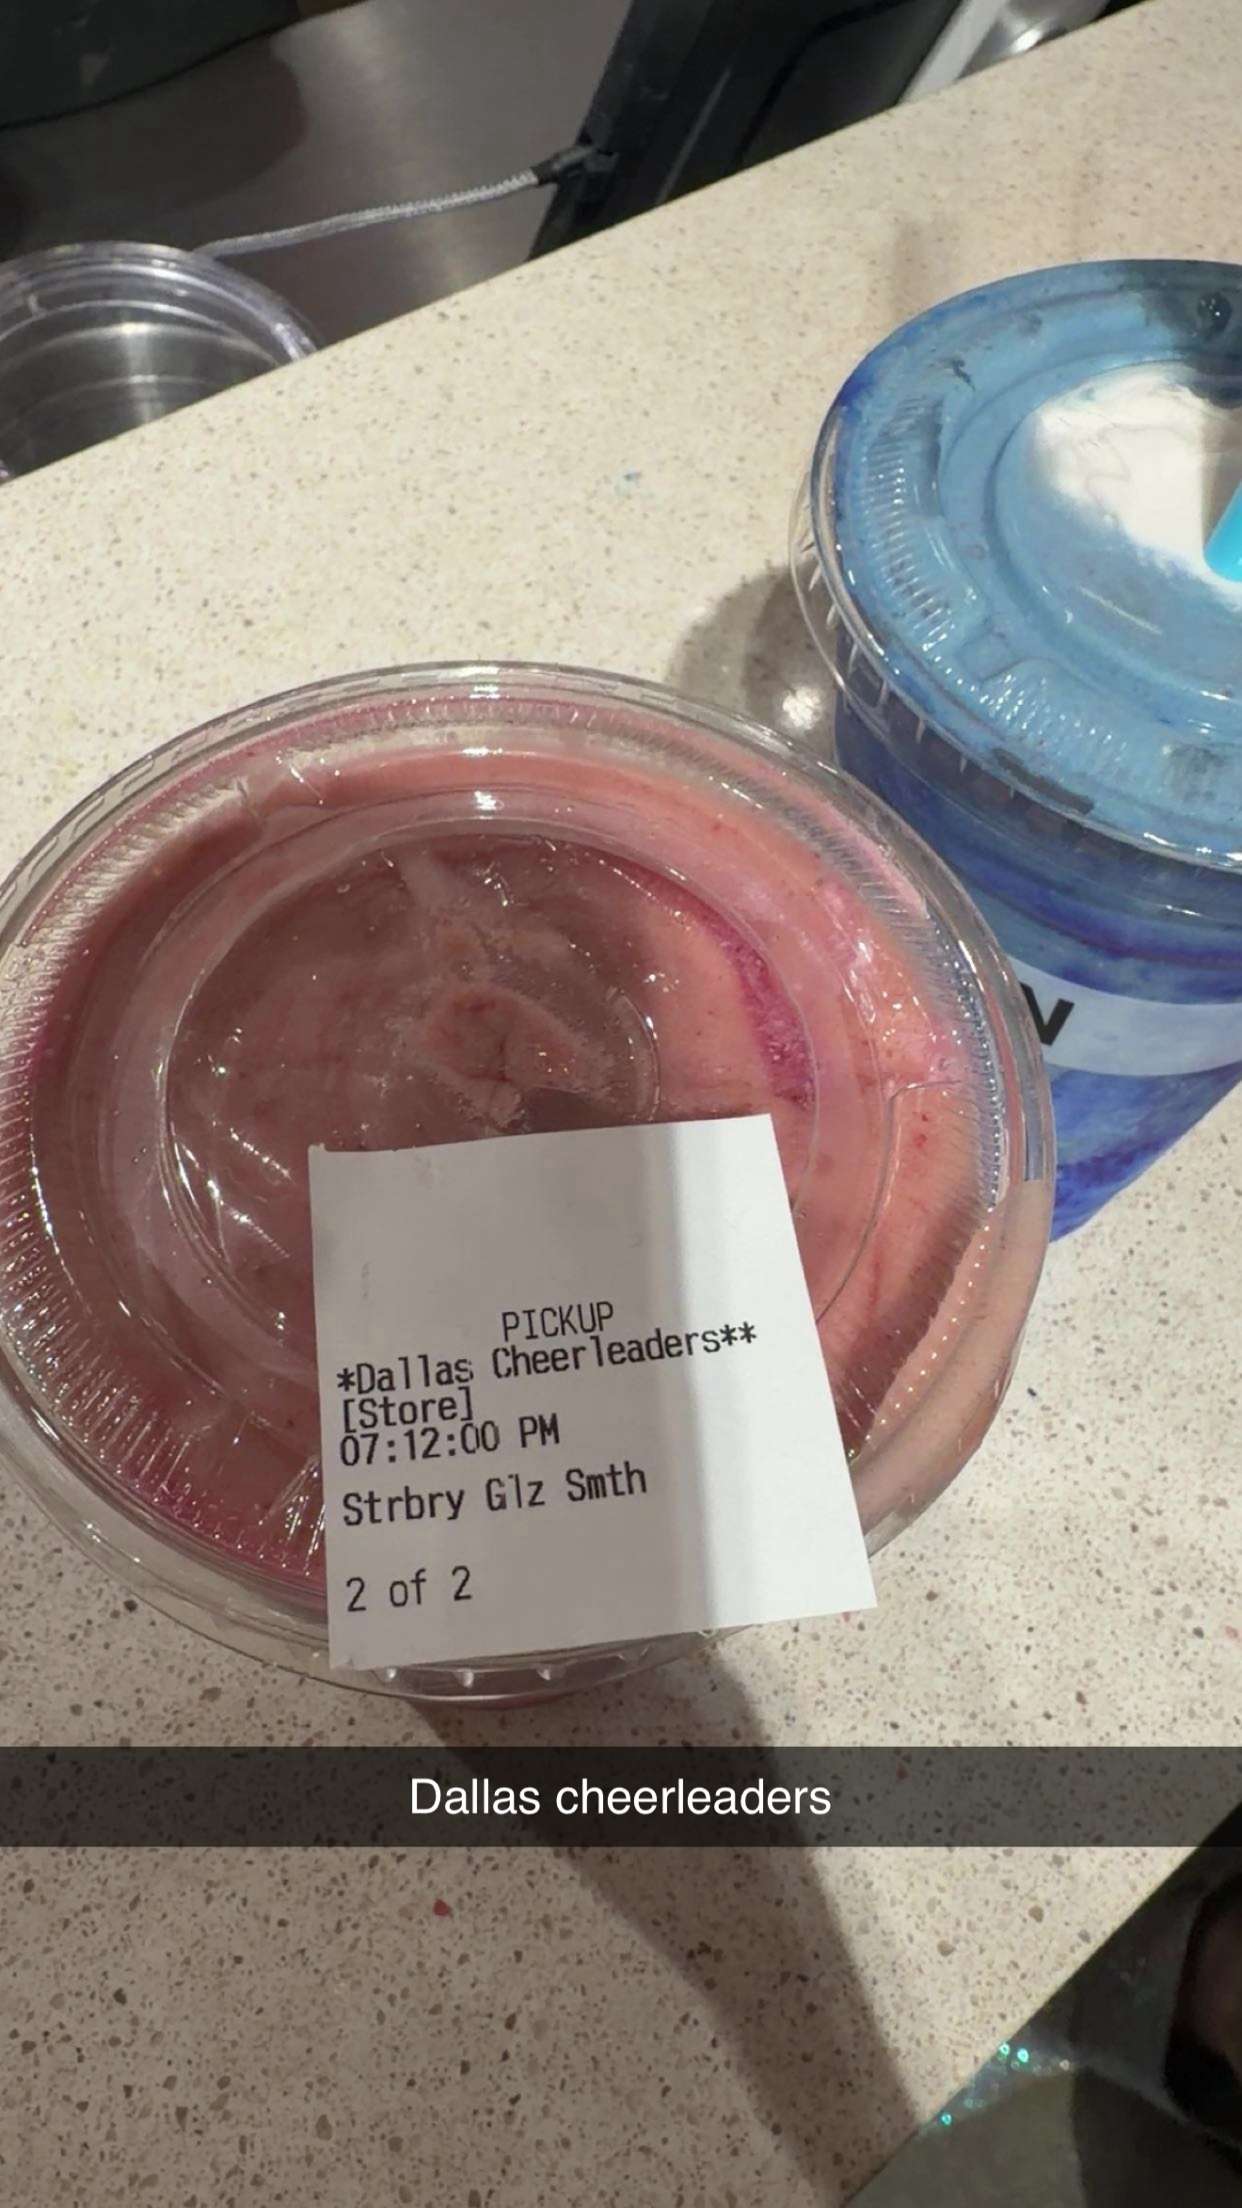 PICKUP
*Dallas Cheerleaders**
[Store]
07:12:00 PM
Strbry Glz Smth
2 of 2
Dallas cheerleaders